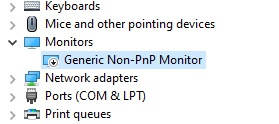 Keyboards
Mice and other pointing devices
Monitors
Generic Non-PnP Monitor
Network adapters
Ports (COM & LPT)
Print queues